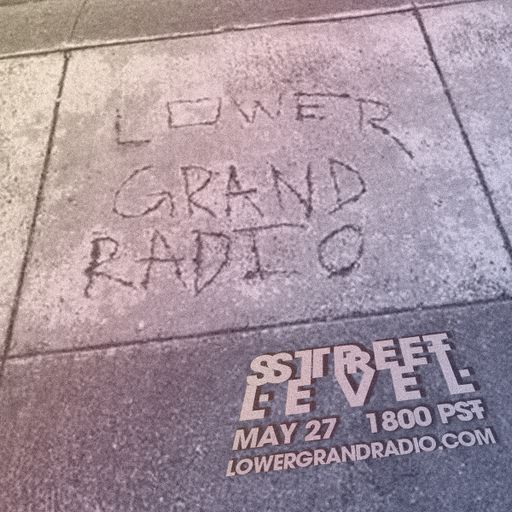 LOWER
GRAND
RADIO
STREET
LEVEL
MAY 27 1800 PST
LOWERGRANDRADIO.COM